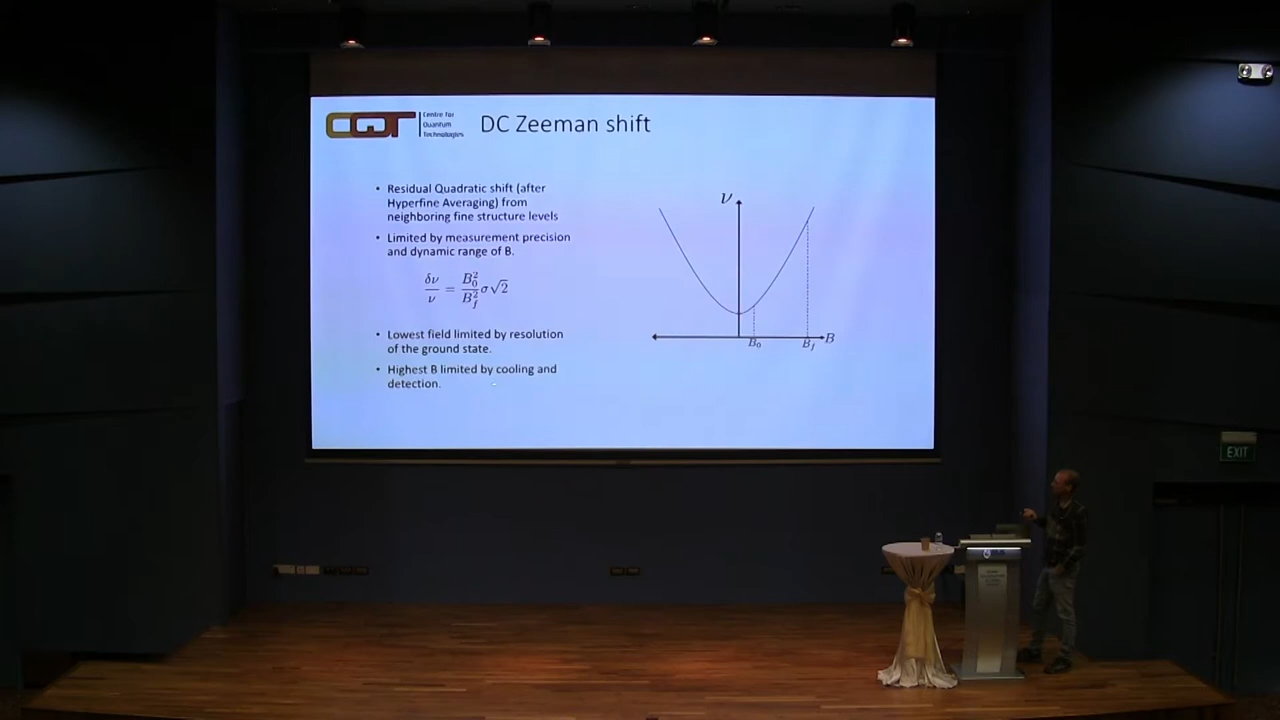 CQT
Centre for
Quantum
Technologies
DC Zeeman shift
• Residual Quadratic shift (after
Hyperfine Averaging) from
neighboring fine structure levels
• Limited by measurement precision
and dynamic range of B.
δν/ν = B₀²/B_f² σ√2
• Lowest field limited by resolution
of the ground state.
• Highest B limited by cooling and
detection.
ν
B₀ B_f B
EXIT